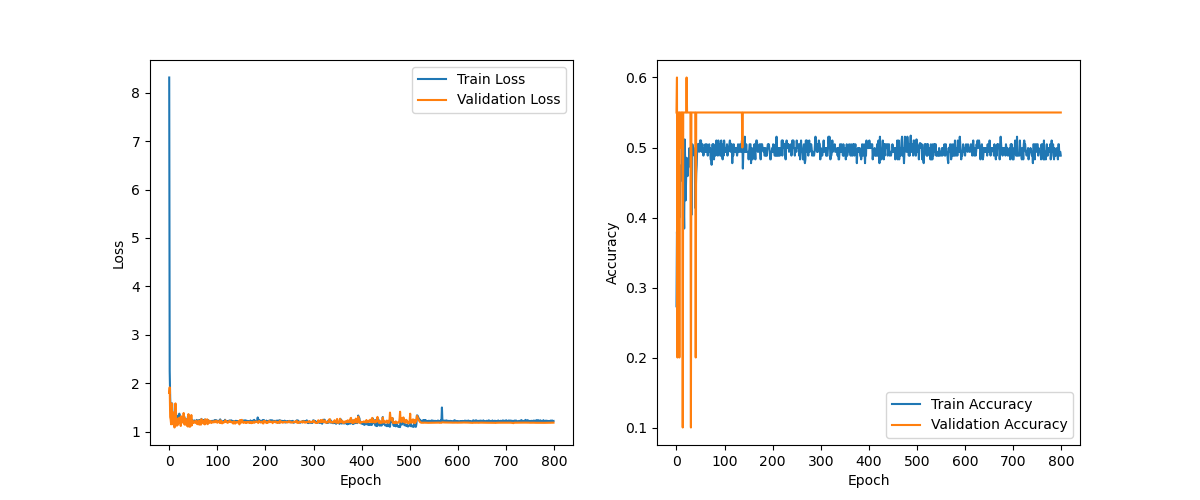 8
7
6
5
4
3
2
1
Loss
0 100 200 300 400 500 600 700 800
Epoch
Train Loss
Validation Loss
0.6
0.5
0.4
0.3
0.2
0.1
Accuracy
0 100 200 300 400 500 600 700 800
Epoch
Train Accuracy
Validation Accuracy